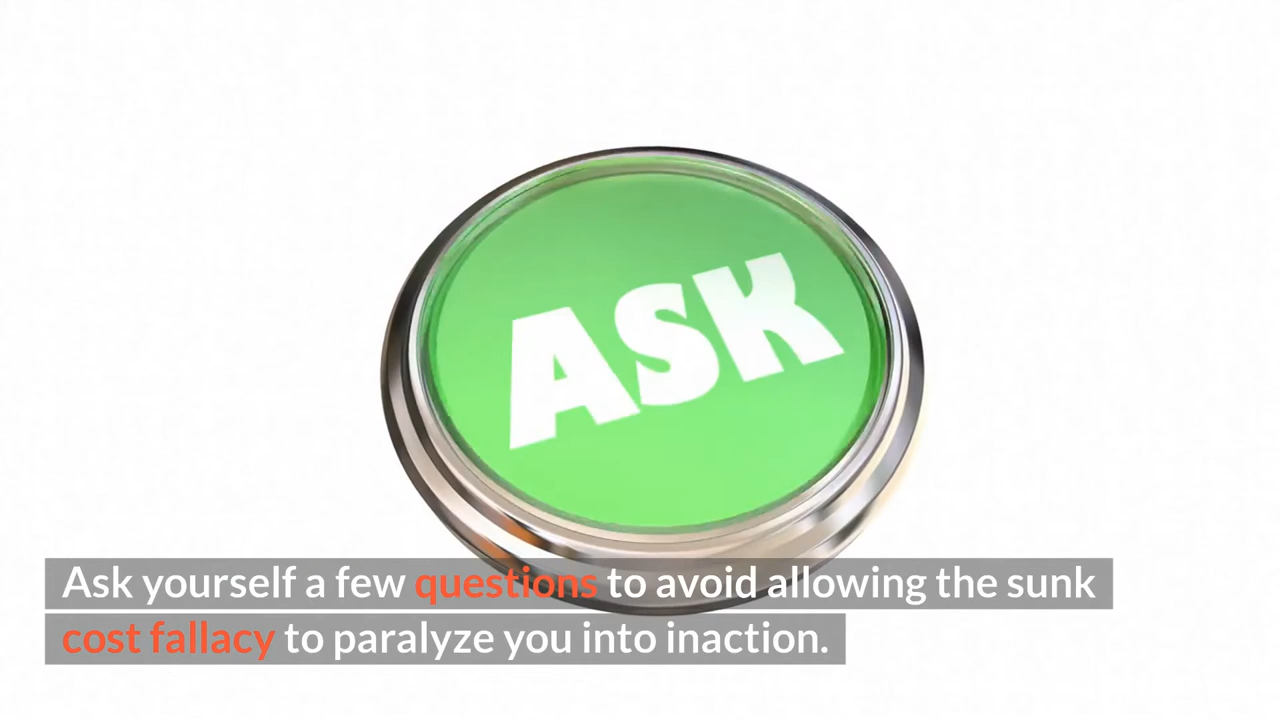 ASK
Ask yourself a few questions to avoid allowing the sunk
cost fallacy to paralyze you into inaction.